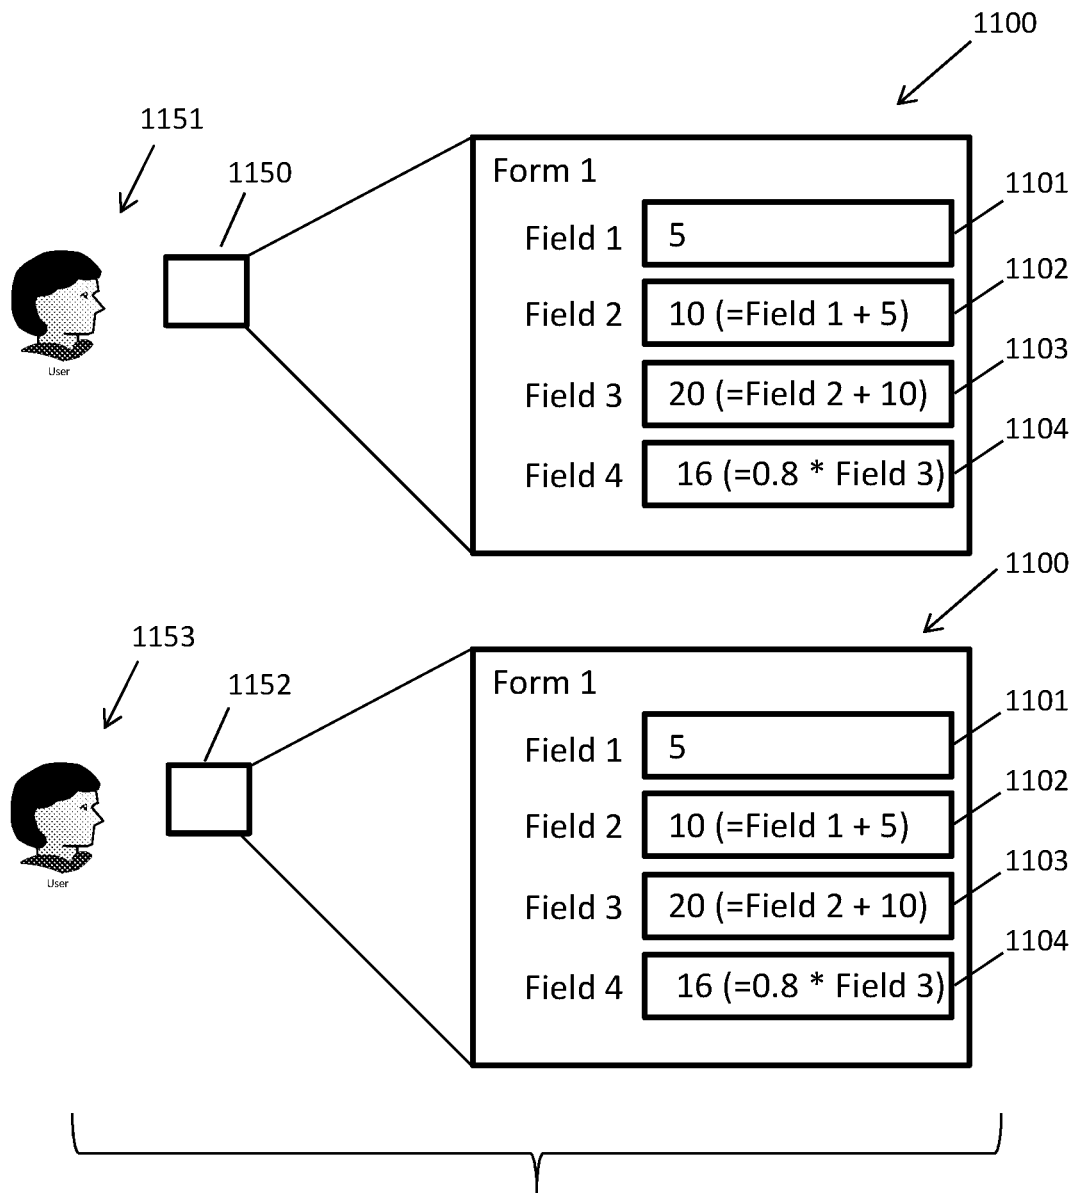 1100
1151
1150
Form 1
1101
Field 1 5
1102
Field 2 10 (=Field 1 + 5)
1103
Field 3 20 (=Field 2 + 10)
1104
Field 4 16 (=0.8 * Field 3)
User
1100
1153
1152
Form 1
1101
Field 1 5
1102
Field 2 10 (=Field 1 + 5)
1103
Field 3 20 (=Field 2 + 10)
1104
Field 4 16 (=0.8 * Field 3)
User